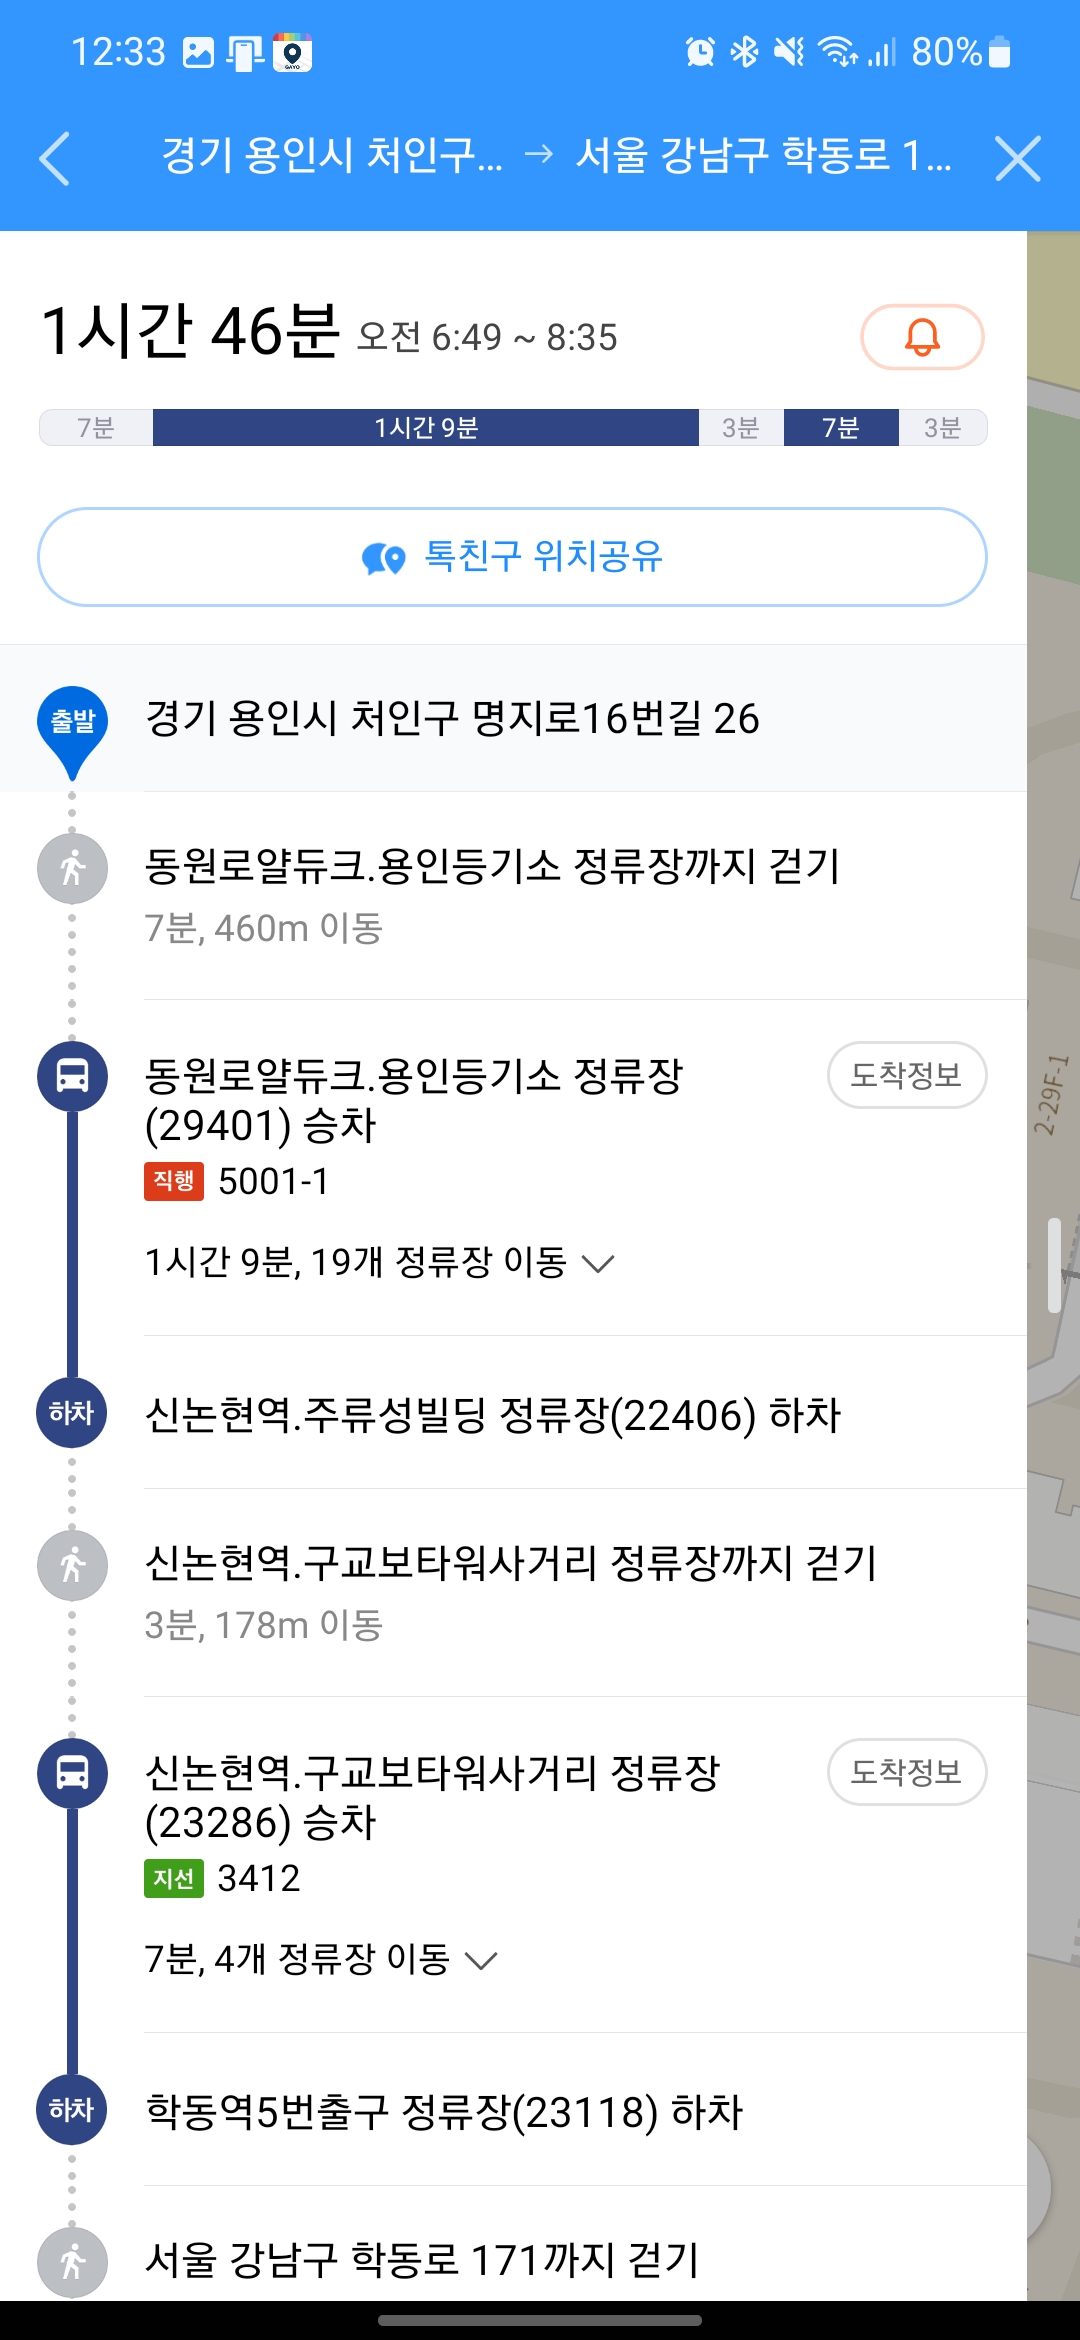 12:33
GAYO
80%
경기 용인시 처인구... → 서울 강남구 학동로 1...
1시간 46분 오전 6:49 ~ 8:35
7분 1시간 9분 3분 7분 3분
톡친구 위치공유
출발 경기 용인시 처인구 명지로16번길 26
동원로얄듀크.용인등기소 정류장까지 걷기
7분, 460m 이동
동원로얄듀크.용인등기소 정류장 도착정보
(29401) 승차
직행 5001-1
1시간 9분, 19개 정류장 이동
하차 신논현역.주류성빌딩 정류장(22406) 하차
신논현역.구교보타워사거리 정류장까지 걷기
3분, 178m 이동
신논현역.구교보타워사거리 정류장 도착정보
(23286) 승차
지선 3412
7분, 4개 정류장 이동
하차 학동역5번출구 정류장(23118) 하차
서울 강남구 학동로 171까지 걷기
2-29F-1